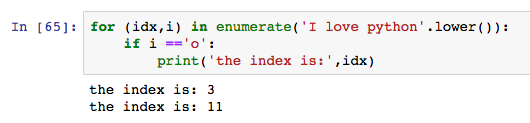 In [65]: for (idx,i) in enumerate('I love python'.lower()):
if i =='o':
print('the index is:',idx)
the index is: 3
the index is: 11